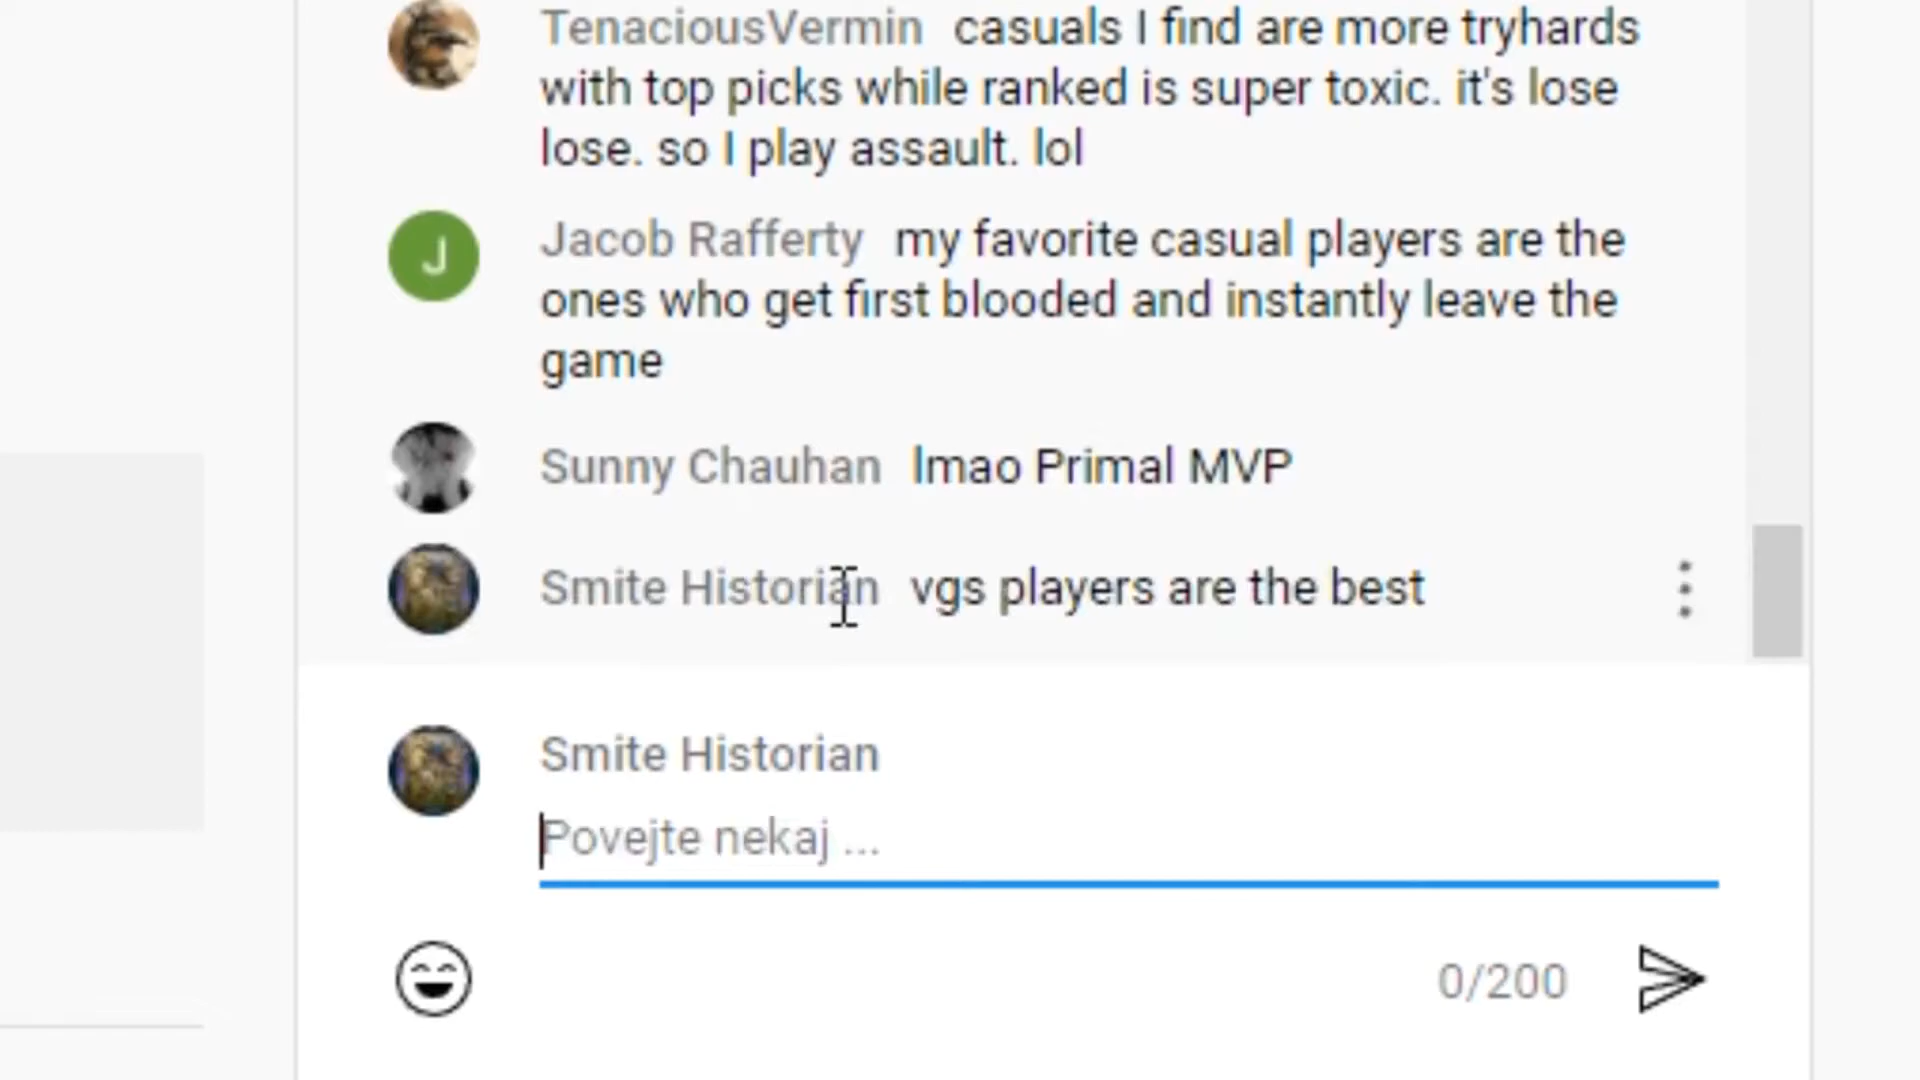 TenaciousVermin casuals I find are more tryhards
with top picks while ranked is super toxic. it's lose
lose. so I play assault. lol
J
Jacob Rafferty my favorite casual players are the
ones who get first blooded and instantly leave the
game
Sunny Chauhan lmao Primal MVP
Smite Historian vgs players are the best
Smite Historian
Povejte nekaj ...
0/200